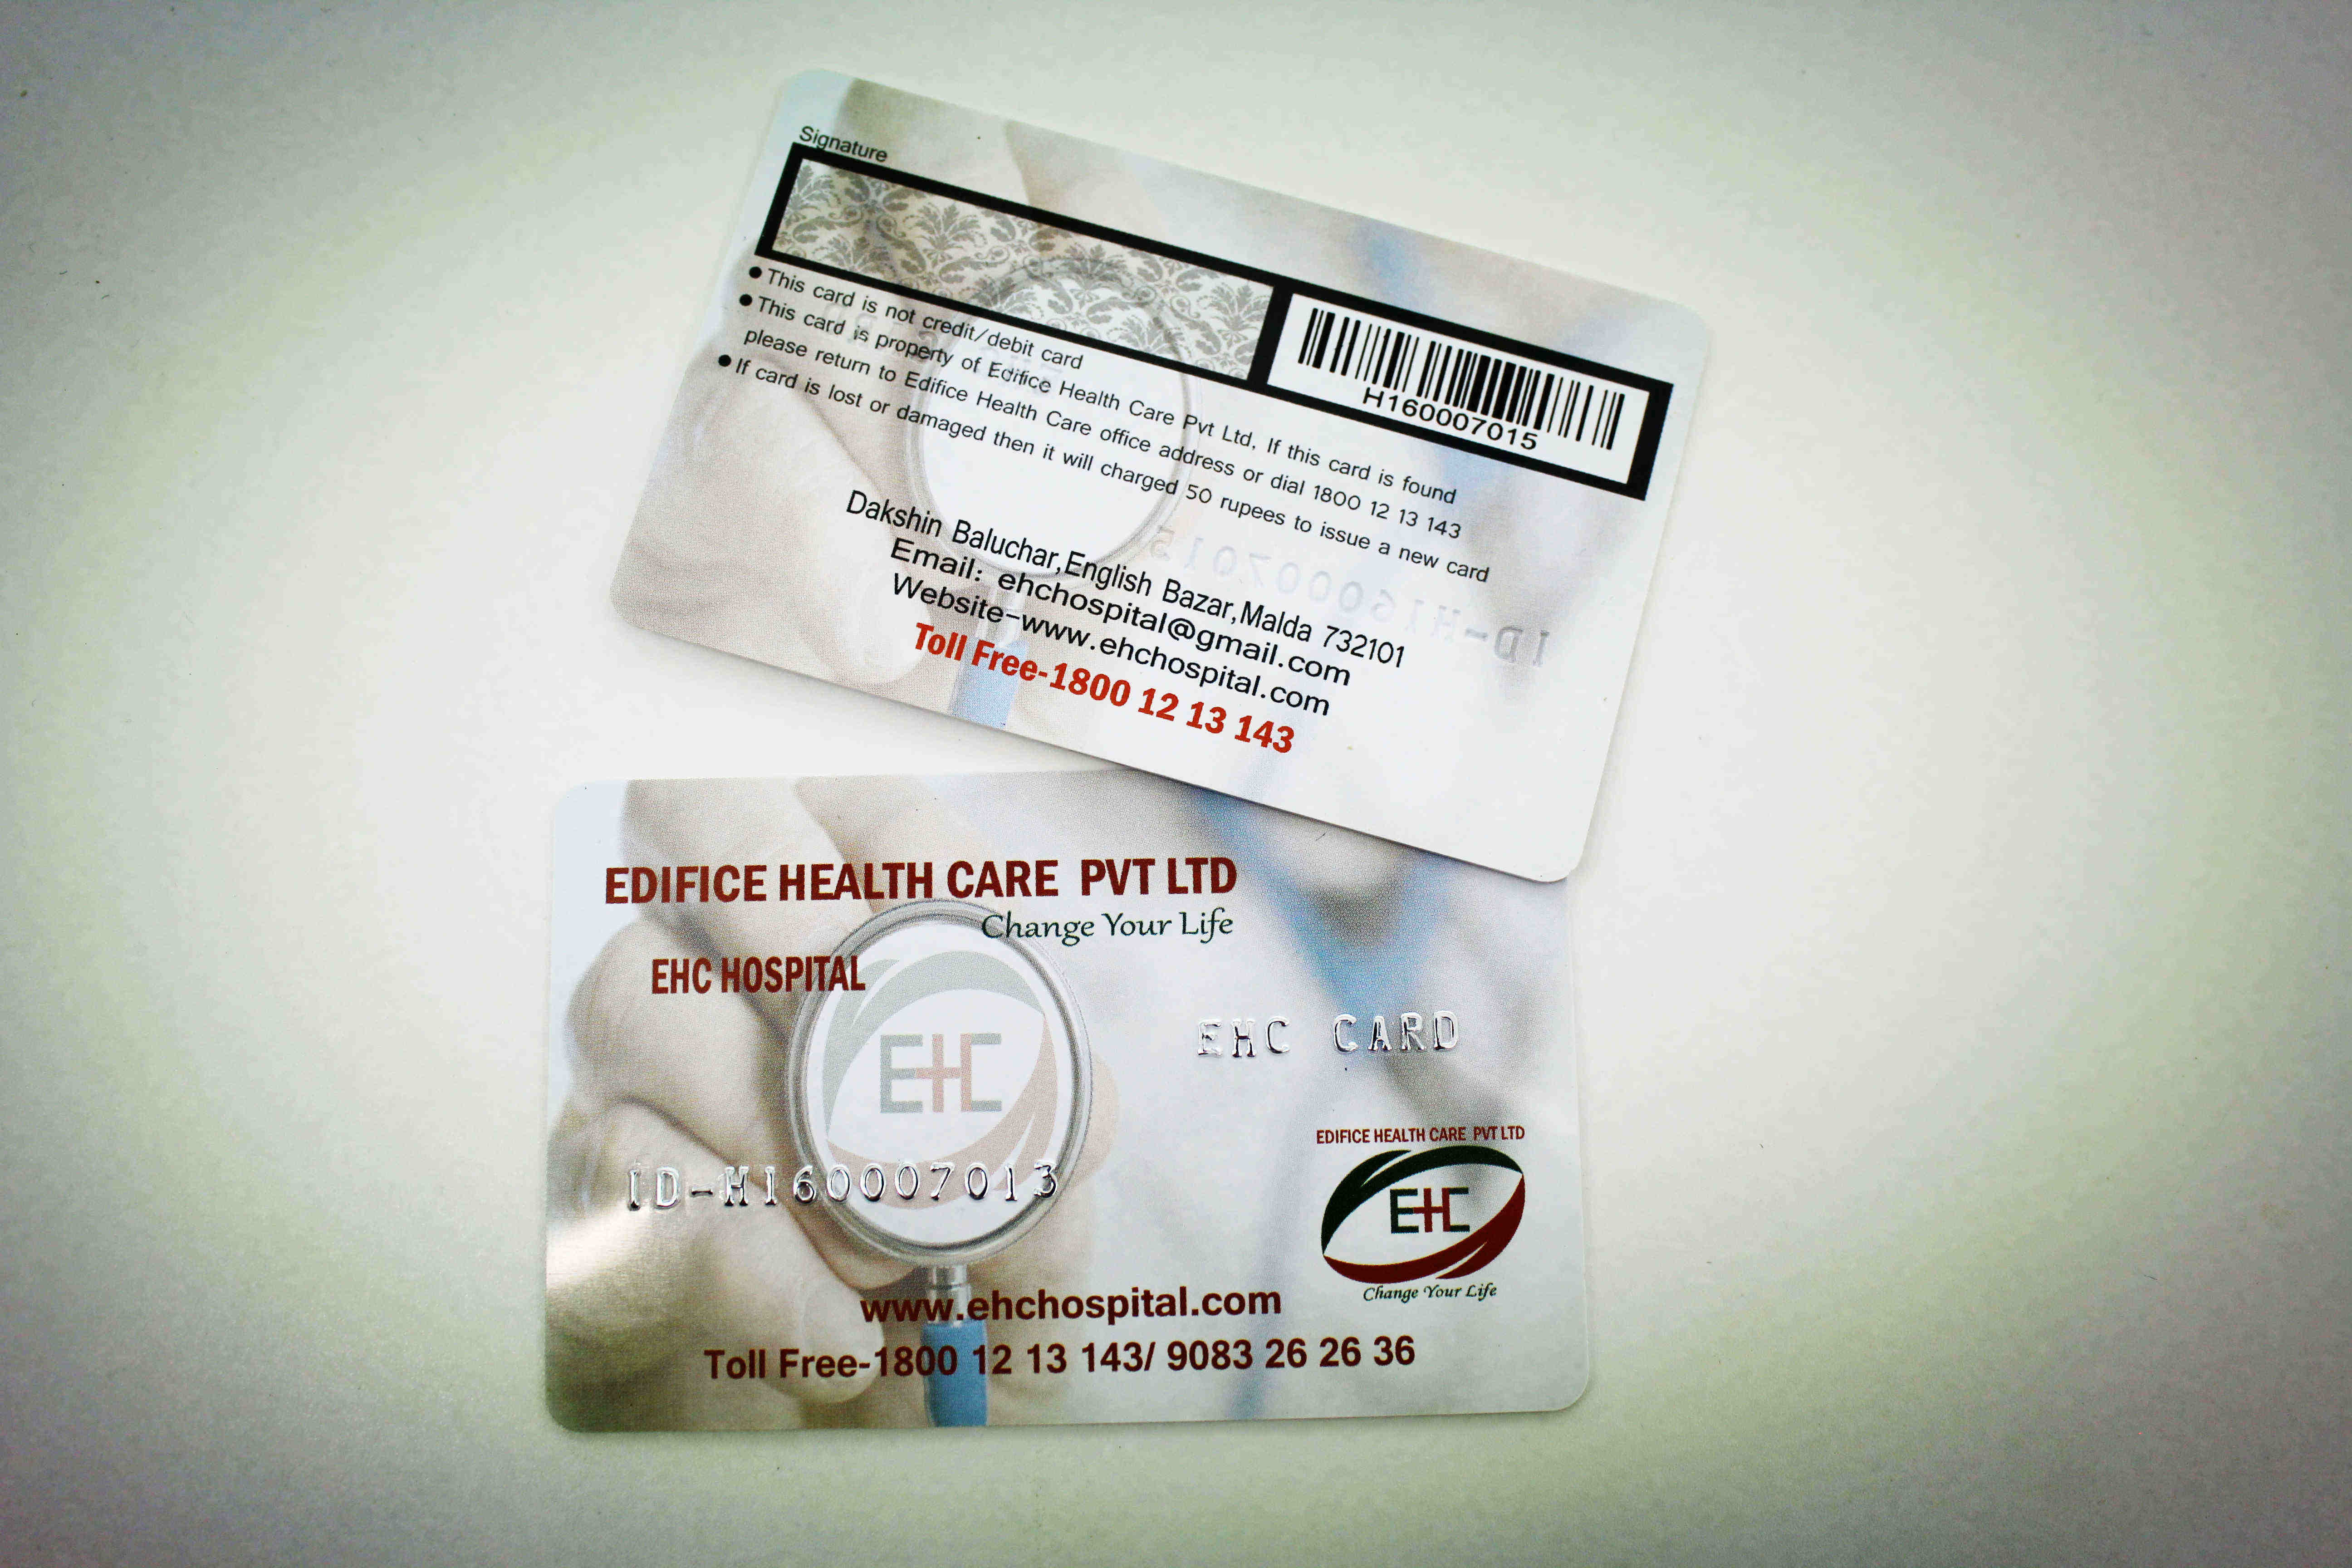 Signature
H160007015
● This card is not credit/debit card
● This card is property of Edifice Health Care Pvt Ltd, If this card is found
please return to Edifice Health Care office address or dial 1800 12 13 143
● If card is lost or damaged then it will charged 50 rupees to issue a new card
ID-H160007015
Dakshin Baluchar,English Bazar,Malda 732101
Email: ehchospital@gmail.com
Website-www.ehchospital.com
Toll Free-1800 12 13 143
EDIFICE HEALTH CARE PVT LTD
Change Your Life
EHC HOSPITAL
EHC
EHC CARD
ID-H160007013
EDIFICE HEALTH CARE PVT LTD
EHC
Change Your Life
www.ehchospital.com
Toll Free-1800 12 13 143/ 9083 26 26 36